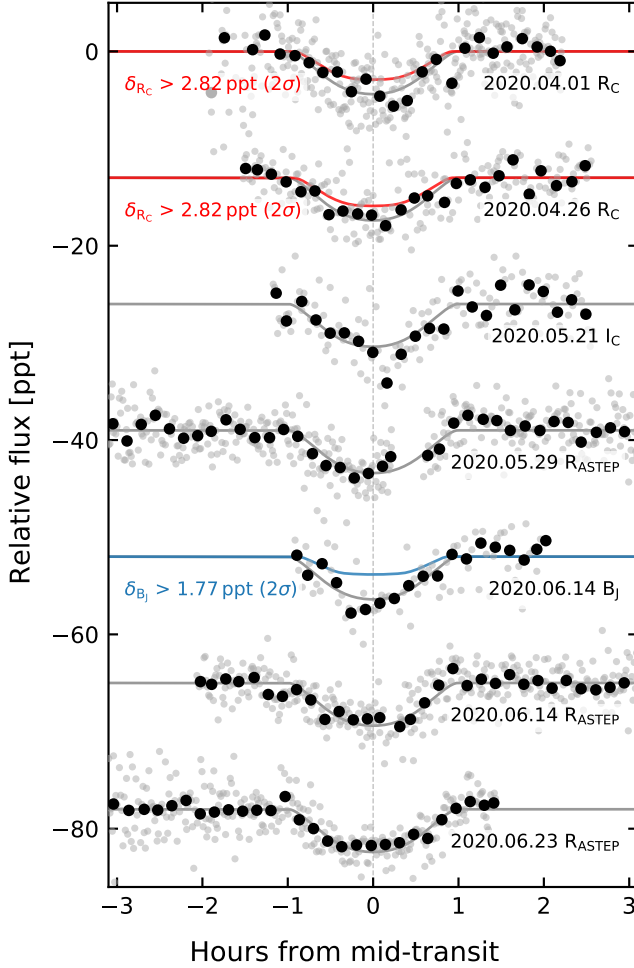 0
δ_R_C > 2.82 ppt (2σ)
2020.04.01 R_C
δ_R_C > 2.82 ppt (2σ)
2020.04.26 R_C
−20
2020.05.21 I_C
−40
2020.05.29 R_ASTEP
δ_B_J > 1.77 ppt (2σ)
2020.06.14 B_J
−60
2020.06.14 R_ASTEP
−80
2020.06.23 R_ASTEP
Relative flux [ppt]
−3 −2 −1 0 1 2 3
Hours from mid-transit